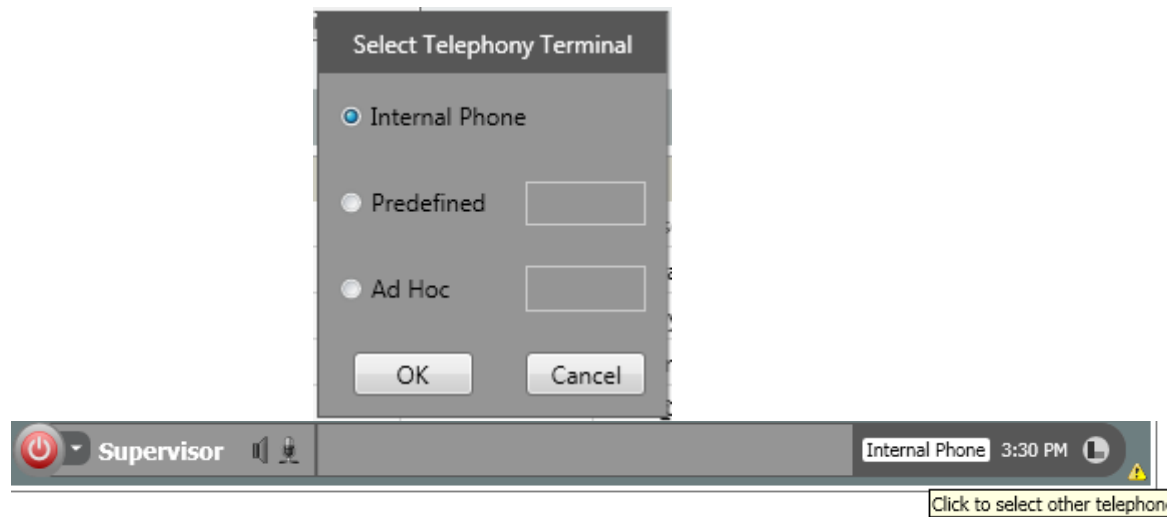 Select Telephony Terminal
Internal Phone
Predefined
Ad Hoc
OK Cancel
Supervisor Internal Phone 3:30 PM
Click to select other